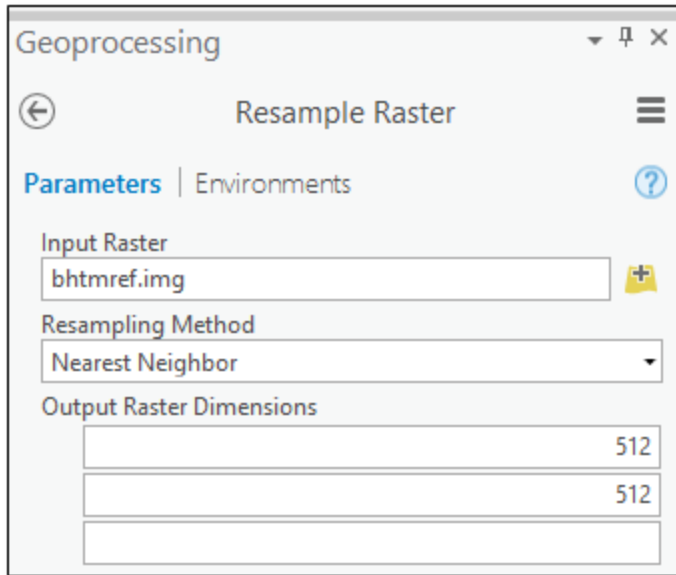 Geoprocessing
Resample Raster
Parameters | Environments
Input Raster
bhtmref.img
Resampling Method
Nearest Neighbor
Output Raster Dimensions
512
512